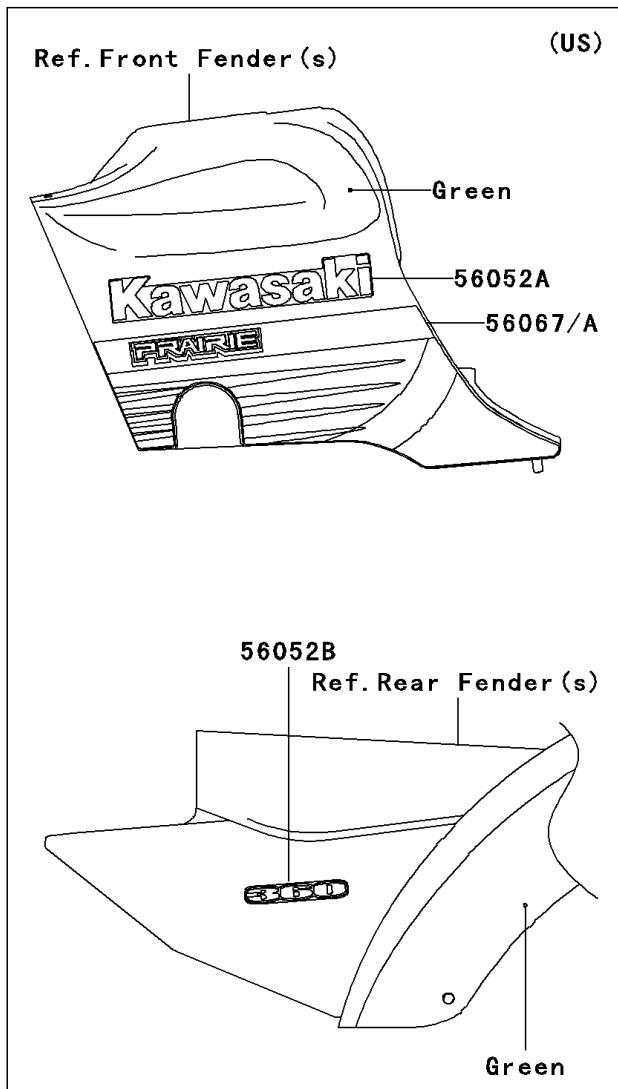 (US)
Ref.Front Fender(s)
Green
Kawasaki
56052A
56067/A
PRAIRIE
56052B
Ref.Rear Fender(s)
360
Green